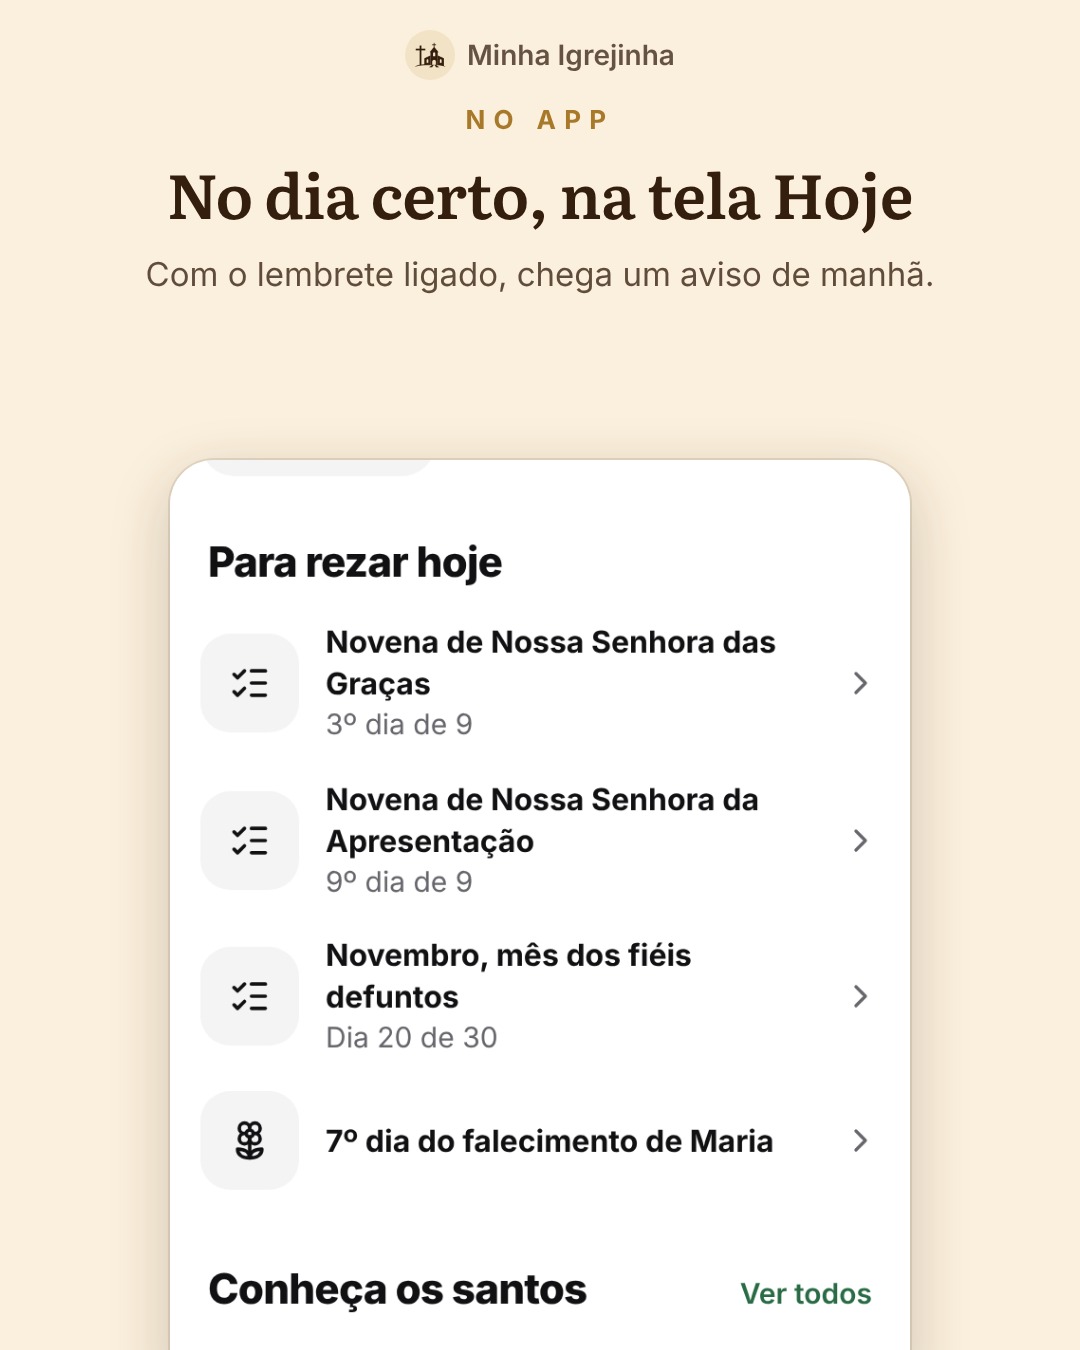 Minha Igrejinha
NO APP
No dia certo, na tela Hoje
Com o lembrete ligado, chega um aviso de manhã.
Para rezar hoje
Novena de Nossa Senhora das
Graças
3º dia de 9
Novena de Nossa Senhora da
Apresentação
9º dia de 9
Novembro, mês dos fiéis
defuntos
Dia 20 de 30
7º dia do falecimento de Maria
Conheça os santos
Ver todos